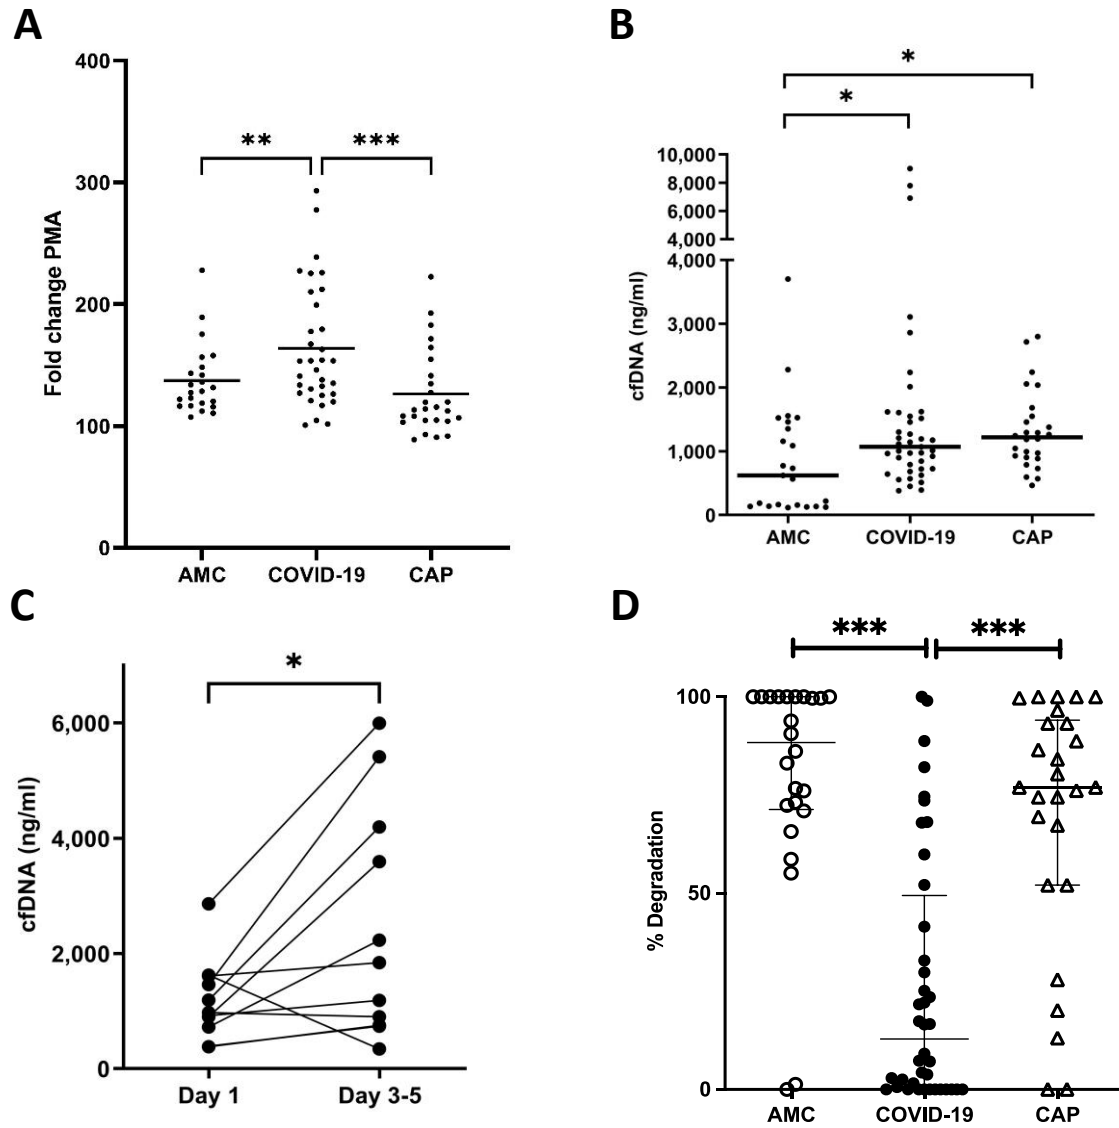 A
400
300
200
100
0
Fold change PMA
**
***
AMC COVID-19 CAP
B
*
*
10,000
8,000
6,000
4,000
4,000
3,000
2,000
1,000
0
cfDNA (ng/ml)
AMC COVID-19 CAP
C
*
6,000
4,000
2,000
0
cfDNA (ng/ml)
Day 1 Day 3-5
D
***
***
100
50
0
% Degradation
AMC COVID-19 CAP